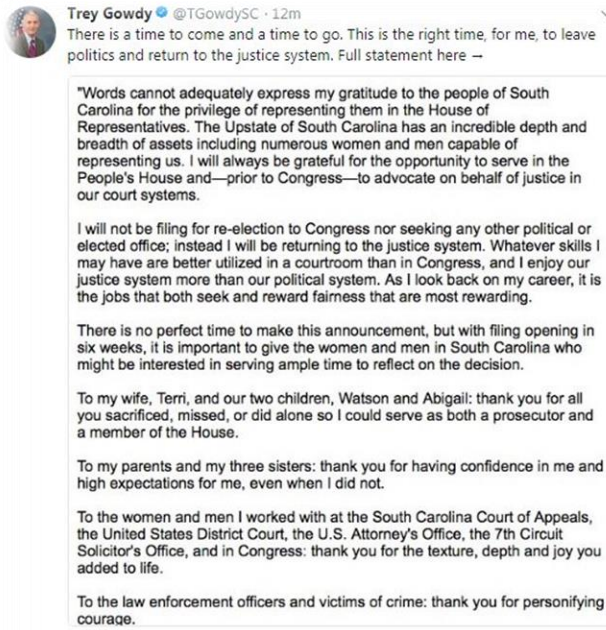 Trey Gowdy @TGowdySC · 12m
There is a time to come and a time to go. This is the right time, for me, to leave
politics and return to the justice system. Full statement here →
"Words cannot adequately express my gratitude to the people of South
Carolina for the privilege of representing them in the House of
Representatives. The Upstate of South Carolina has an incredible depth and
breadth of assets including numerous women and men capable of
representing us. I will always be grateful for the opportunity to serve in the
People's House and—prior to Congress—to advocate on behalf of justice in
our court systems.
I will not be filing for re-election to Congress nor seeking any other political or
elected office; instead I will be returning to the justice system. Whatever skills I
may have are better utilized in a courtroom than in Congress, and I enjoy our
justice system more than our political system. As I look back on my career, it is
the jobs that both seek and reward fairness that are most rewarding.
There is no perfect time to make this announcement, but with filing opening in
six weeks, it is important to give the women and men in South Carolina who
might be interested in serving ample time to reflect on the decision.
To my wife, Terri, and our two children, Watson and Abigail: thank you for all
you sacrificed, missed, or did alone so I could serve as both a prosecutor and
a member of the House.
To my parents and my three sisters: thank you for having confidence in me and
high expectations for me, even when I did not.
To the women and men I worked with at the South Carolina Court of Appeals,
the United States District Court, the U.S. Attorney's Office, the 7th Circuit
Solicitor's Office, and in Congress: thank you for the texture, depth and joy you
added to life.
To the law enforcement officers and victims of crime: thank you for personifying
courage.